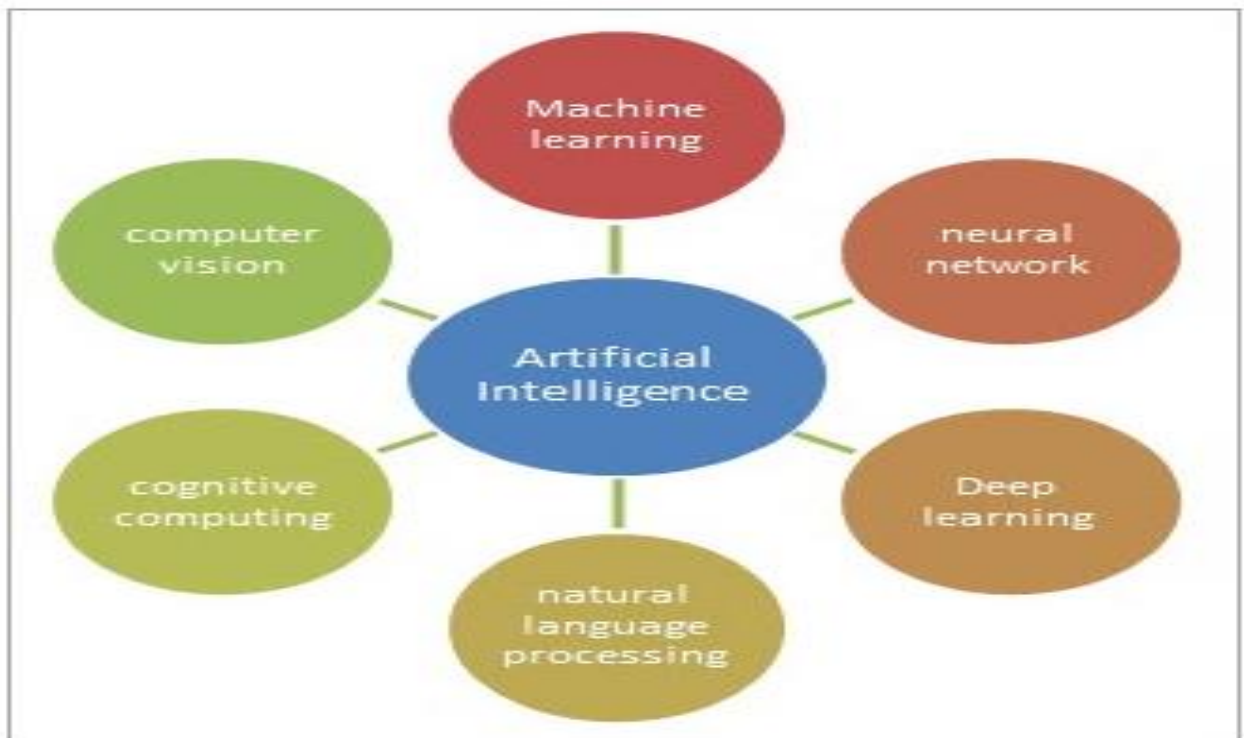 Machine
learning
computer
vision
neural
network
Artificial
Intelligence
cognitive
computing
Deep
learning
natural
language
processing